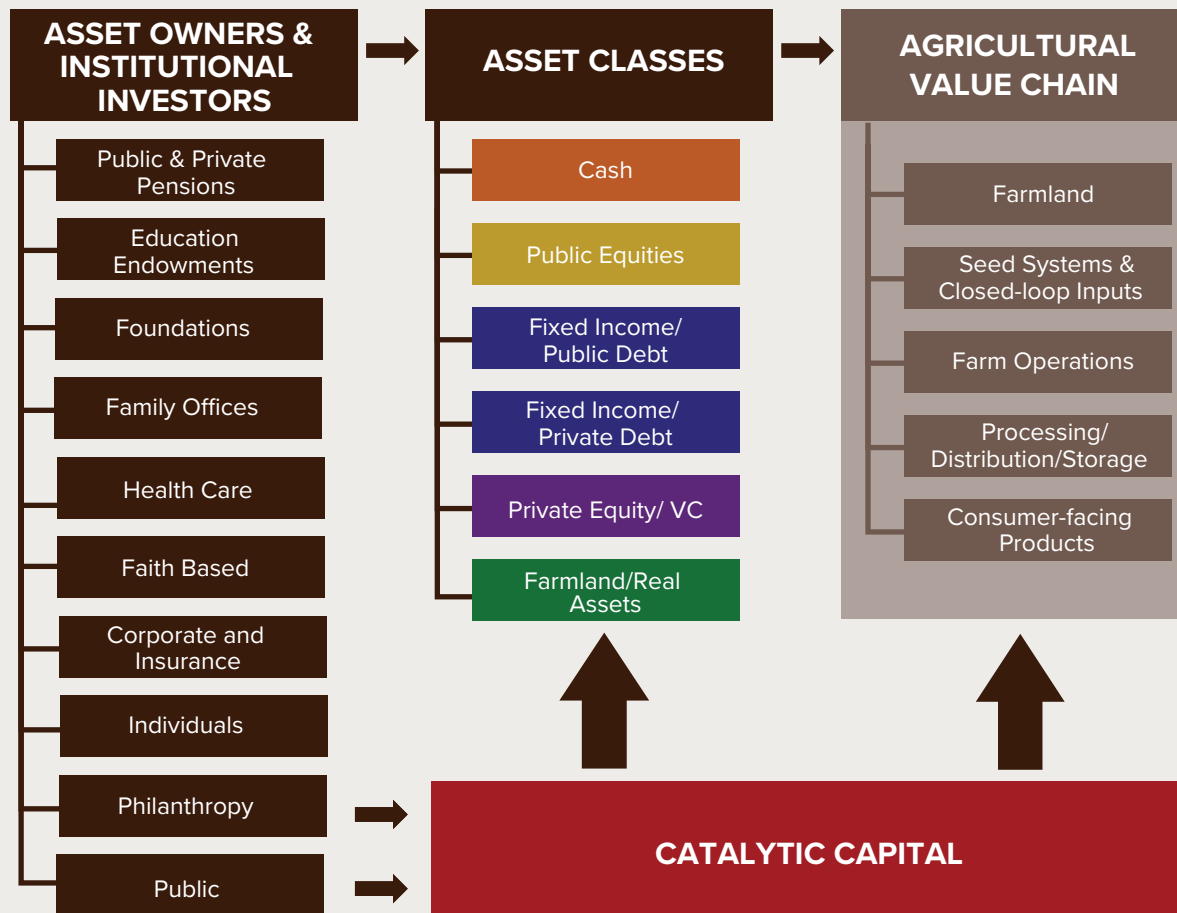 ASSET OWNERS &
INSTITUTIONAL
INVESTORS
Public & Private
Pensions
Education
Endowments
Foundations
Family Offices
Health Care
Faith Based
Corporate and
Insurance
Individuals
Philanthropy
Public
ASSET CLASSES
Cash
Public Equities
Fixed Income/
Public Debt
Fixed Income/
Private Debt
Private Equity/ VC
Farmland/Real
Assets
AGRICULTURAL
VALUE CHAIN
Farmland
Seed Systems &
Closed-loop Inputs
Farm Operations
Processing/
Distribution/Storage
Consumer-facing
Products
CATALYTIC CAPITAL